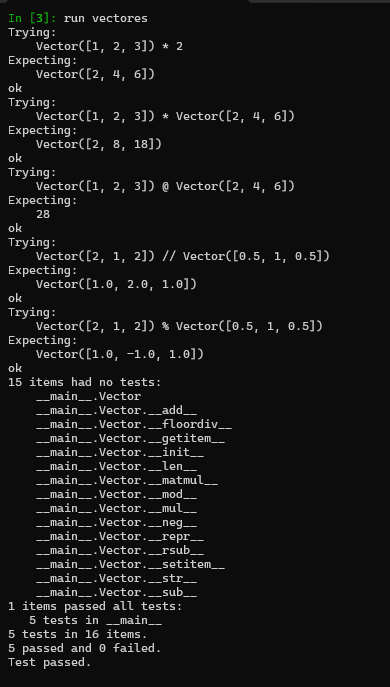 In [3]: run vectores
Trying:
    Vector([1, 2, 3]) * 2
Expecting:
    Vector([2, 4, 6])
ok
Trying:
    Vector([1, 2, 3]) * Vector([2, 4, 6])
Expecting:
    Vector([2, 8, 18])
ok
Trying:
    Vector([1, 2, 3]) @ Vector([2, 4, 6])
Expecting:
    28
ok
Trying:
    Vector([2, 1, 2]) // Vector([0.5, 1, 0.5])
Expecting:
    Vector([1.0, 2.0, 1.0])
ok
Trying:
    Vector([2, 1, 2]) % Vector([0.5, 1, 0.5])
Expecting:
    Vector([1.0, -1.0, 1.0])
ok
15 items had no tests:
    __main__.Vector
    __main__.Vector.__add__
    __main__.Vector.__floordiv__
    __main__.Vector.__getitem__
    __main__.Vector.__init__
    __main__.Vector.__len__
    __main__.Vector.__matmul__
    __main__.Vector.__mod__
    __main__.Vector.__mul__
    __main__.Vector.__neg__
    __main__.Vector.__repr__
    __main__.Vector.__rsub__
    __main__.Vector.__setitem__
    __main__.Vector.__str__
    __main__.Vector.__sub__
1 items passed all tests:
   5 tests in __main__
5 tests in 16 items.
5 passed and 0 failed.
Test passed.